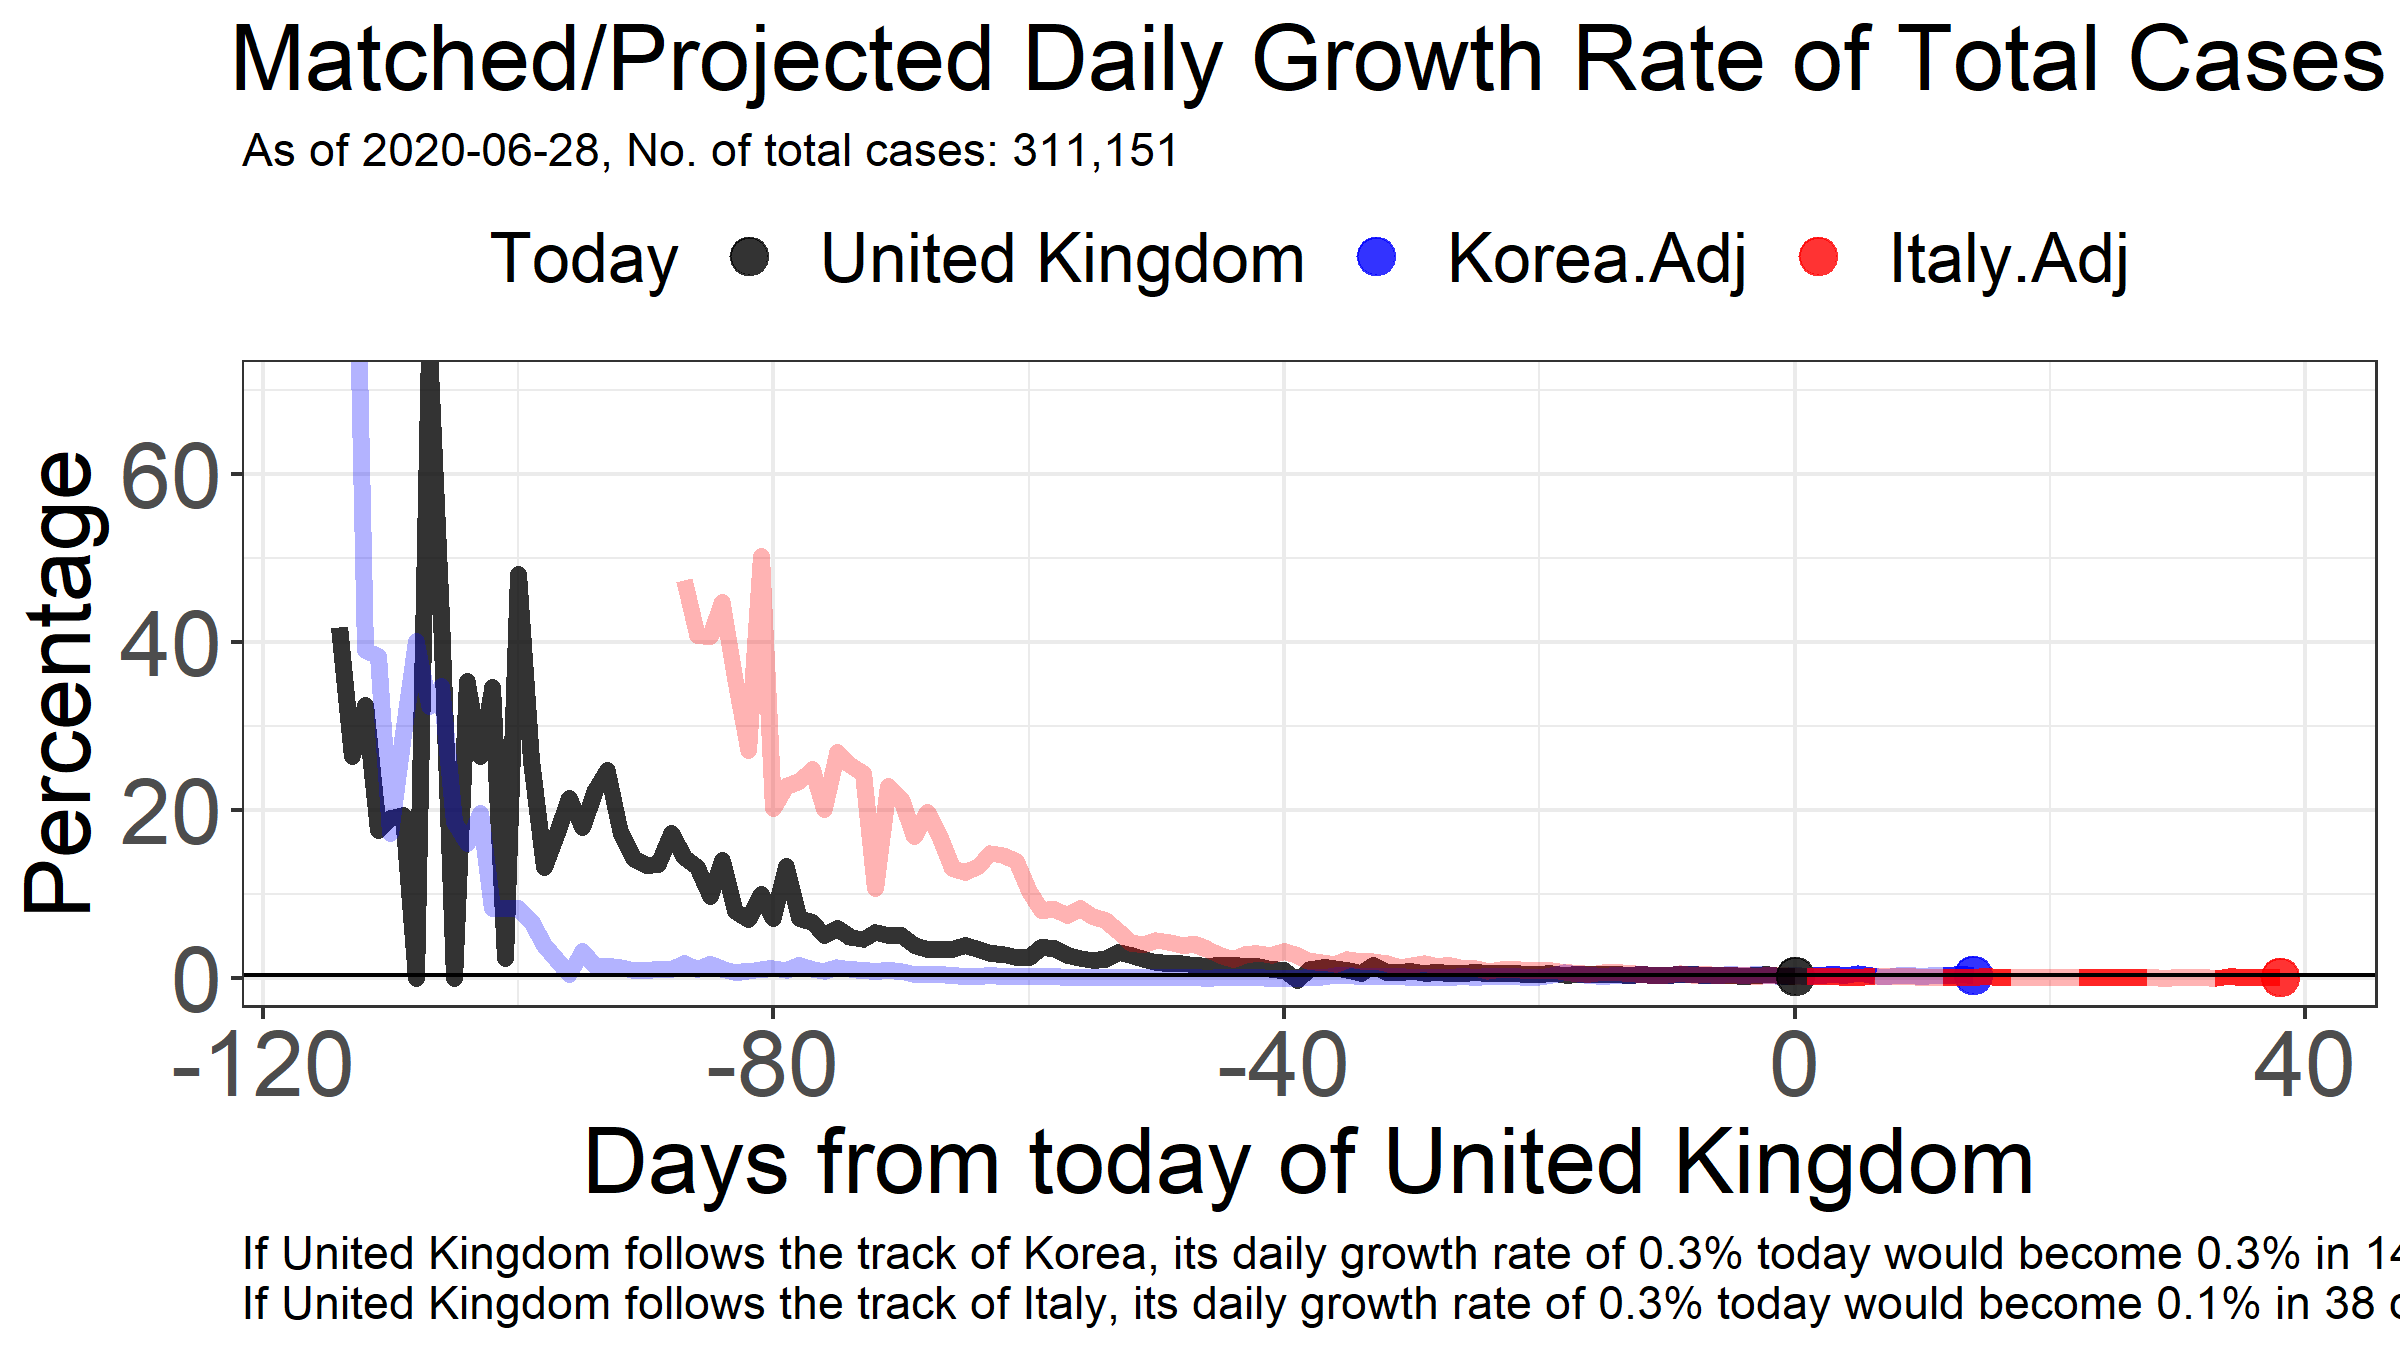 Matched/Projected Daily Growth Rate of Total Cases
As of 2020-06-28, No. of total cases: 311,151
Today United Kingdom Korea.Adj Italy.Adj
Percentage
60
40
20
0
-120 -80 -40 0 40
Days from today of United Kingdom
If United Kingdom follows the track of Korea, its daily growth rate of 0.3% today would become 0.3% in 14
If United Kingdom follows the track of Italy, its daily growth rate of 0.3% today would become 0.1% in 38